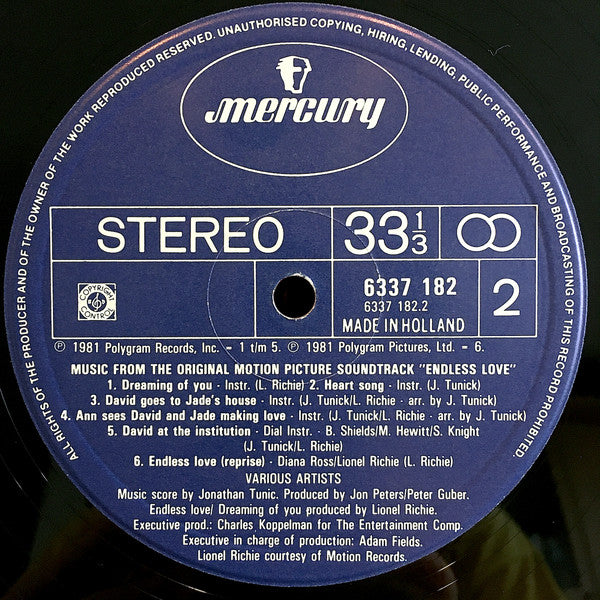 ALL RIGHTS OF THE PRODUCER AND OF THE OWNER OF THE WORK REPRODUCED RESERVED. UNAUTHORISED COPYING, HIRING, LENDING, PUBLIC PERFORMANCE AND BROADCASTING OF THIS RECORD PROHIBITED.
mercury
STEREO
33 1/3
6337 182
6337 182.2
MADE IN HOLLAND
2
COPYRIGHT
CONTROL
Ⓟ 1981 Polygram Records, Inc. - 1 t/m 5. Ⓟ 1981 Polygram Pictures, Ltd. - 6.
MUSIC FROM THE ORIGINAL MOTION PICTURE SOUNDTRACK "ENDLESS LOVE"
1. Dreaming of you - Instr. (L. Richie) 2. Heart song - Instr. (J. Tunick)
3. David goes to Jade's house - Instr. (J. Tunick/L. Richie - arr. by J. Tunick)
4. Ann sees David and Jade making love - Instr. (J. Tunick/L. Richie - arr. by J. Tunick)
5. David at the institution - Dial Instr. - B. Shields/M. Hewitt/S. Knight
(J. Tunick/L. Richie)
6. Endless love (reprise) - Diana Ross/Lionel Richie (L. Richie)
VARIOUS ARTISTS
Music score by Jonathan Tunic. Produced by Jon Peters/Peter Guber.
Endless love/ Dreaming of you produced by Lionel Richie.
Executive prod.: Charles Koppelman for The Entertainment Comp.
Executive in charge of production: Adam Fields.
Lionel Richie courtesy of Motion Records.